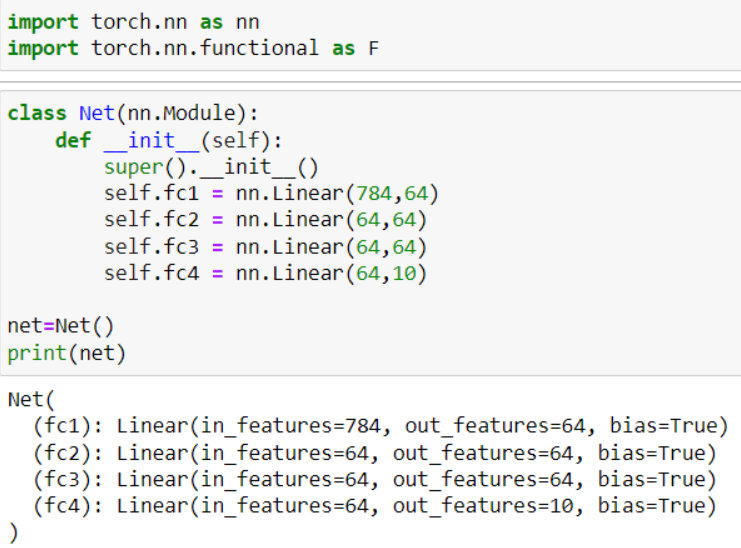 import torch.nn as nn
import torch.nn.functional as F
class Net(nn.Module):
    def __init__(self):
        super().__init__()
        self.fc1 = nn.Linear(784,64)
        self.fc2 = nn.Linear(64,64)
        self.fc3 = nn.Linear(64,64)
        self.fc4 = nn.Linear(64,10)
net=Net()
print(net)
Net(
  (fc1): Linear(in_features=784, out_features=64, bias=True)
  (fc2): Linear(in_features=64, out_features=64, bias=True)
  (fc3): Linear(in_features=64, out_features=64, bias=True)
  (fc4): Linear(in_features=64, out_features=10, bias=True)
)